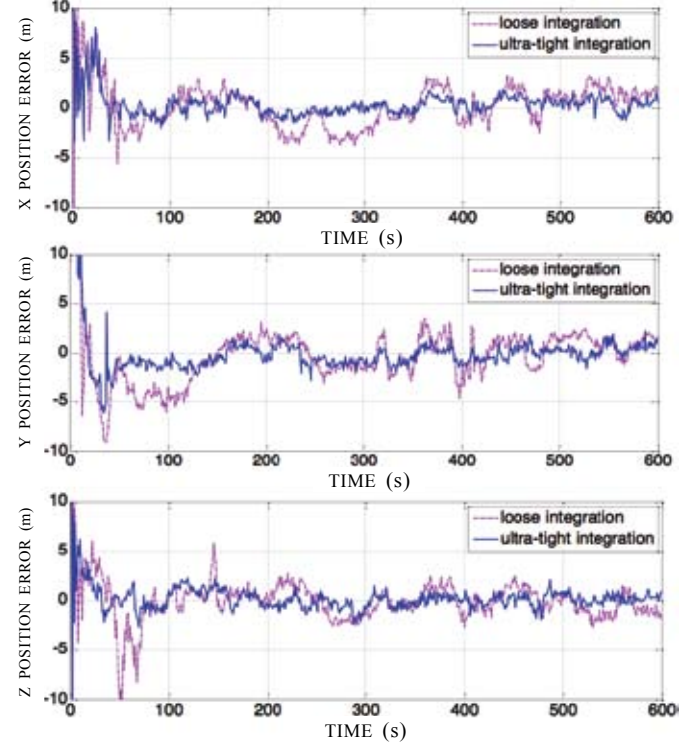 X POSITION ERROR (m)
10
5
0
-5
-10
loose integration
ultra-tight integration
0 100 200 300 400 500 600
TIME (s)
Y POSITION ERROR (m)
10
5
0
-5
-10
loose integration
ultra-tight integration
0 100 200 300 400 500 600
TIME (s)
Z POSITION ERROR (m)
10
5
0
-5
-10
loose integration
ultra-tight integration
0 100 200 300 400 500 600
TIME (s)